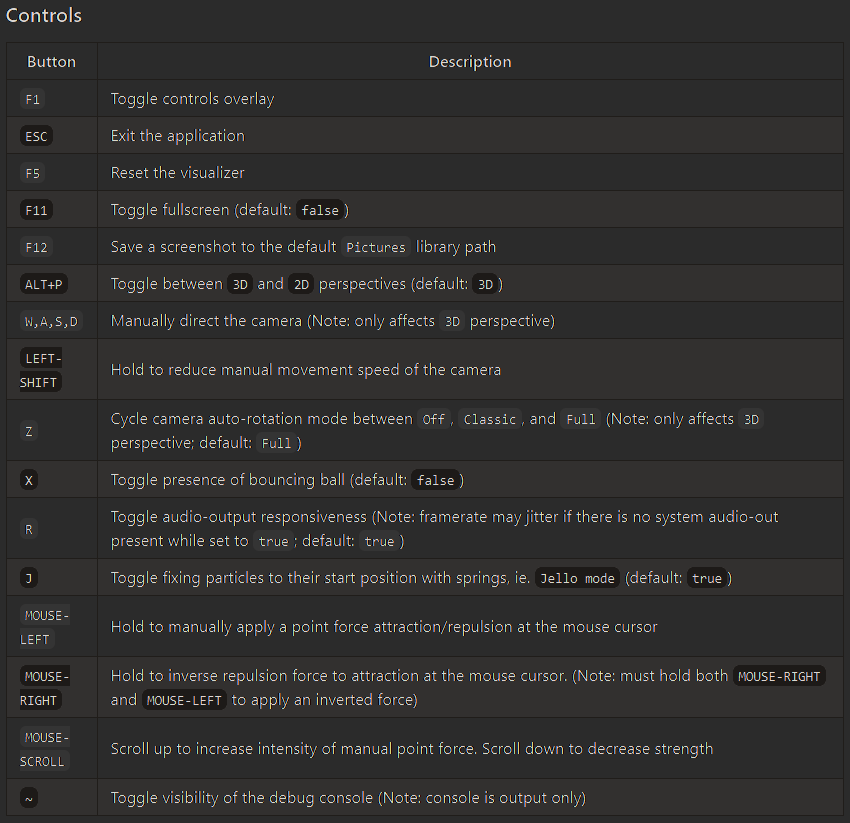 Controls
Button Description
F1 Toggle controls overlay
ESC Exit the application
F5 Reset the visualizer
F11 Toggle fullscreen (default: false)
F12 Save a screenshot to the default Pictures library path
ALT+P Toggle between 3D and 2D perspectives (default: 3D)
W,A,S,D Manually direct the camera (Note: only affects 3D perspective)
LEFT-
SHIFT
Hold to reduce manual movement speed of the camera
Z
Cycle camera auto-rotation mode between Off, Classic, and Full (Note: only affects 3D
perspective; default: Full)
X Toggle presence of bouncing ball (default: false)
R
Toggle audio-output responsiveness (Note: framerate may jitter if there is no system audio-out
present while set to true; default: true)
J Toggle fixing particles to their start position with springs, ie. Jello mode (default: true)
MOUSE-
LEFT
Hold to manually apply a point force attraction/repulsion at the mouse cursor
MOUSE-
RIGHT
Hold to inverse repulsion force to attraction at the mouse cursor. (Note: must hold both MOUSE-RIGHT
and MOUSE-LEFT to apply an inverted force)
MOUSE-
SCROLL
Scroll up to increase intensity of manual point force. Scroll down to decrease strength
~ Toggle visibility of the debug console (Note: console is output only)